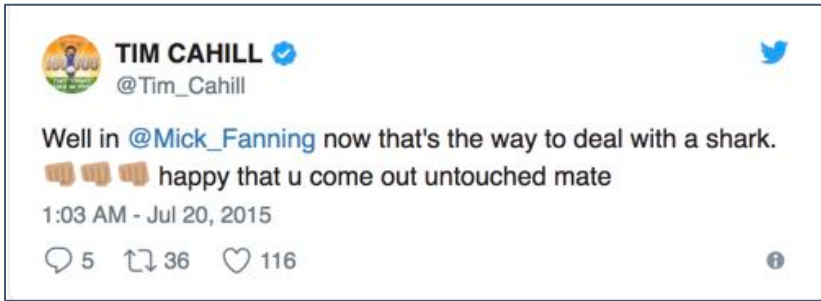 TIM CAHILL
@Tim_Cahill
Well in @Mick_Fanning now that's the way to deal with a shark.
👊🏽👊🏽👊🏽 happy that u come out untouched mate
1:03 AM - Jul 20, 2015
5 36 116